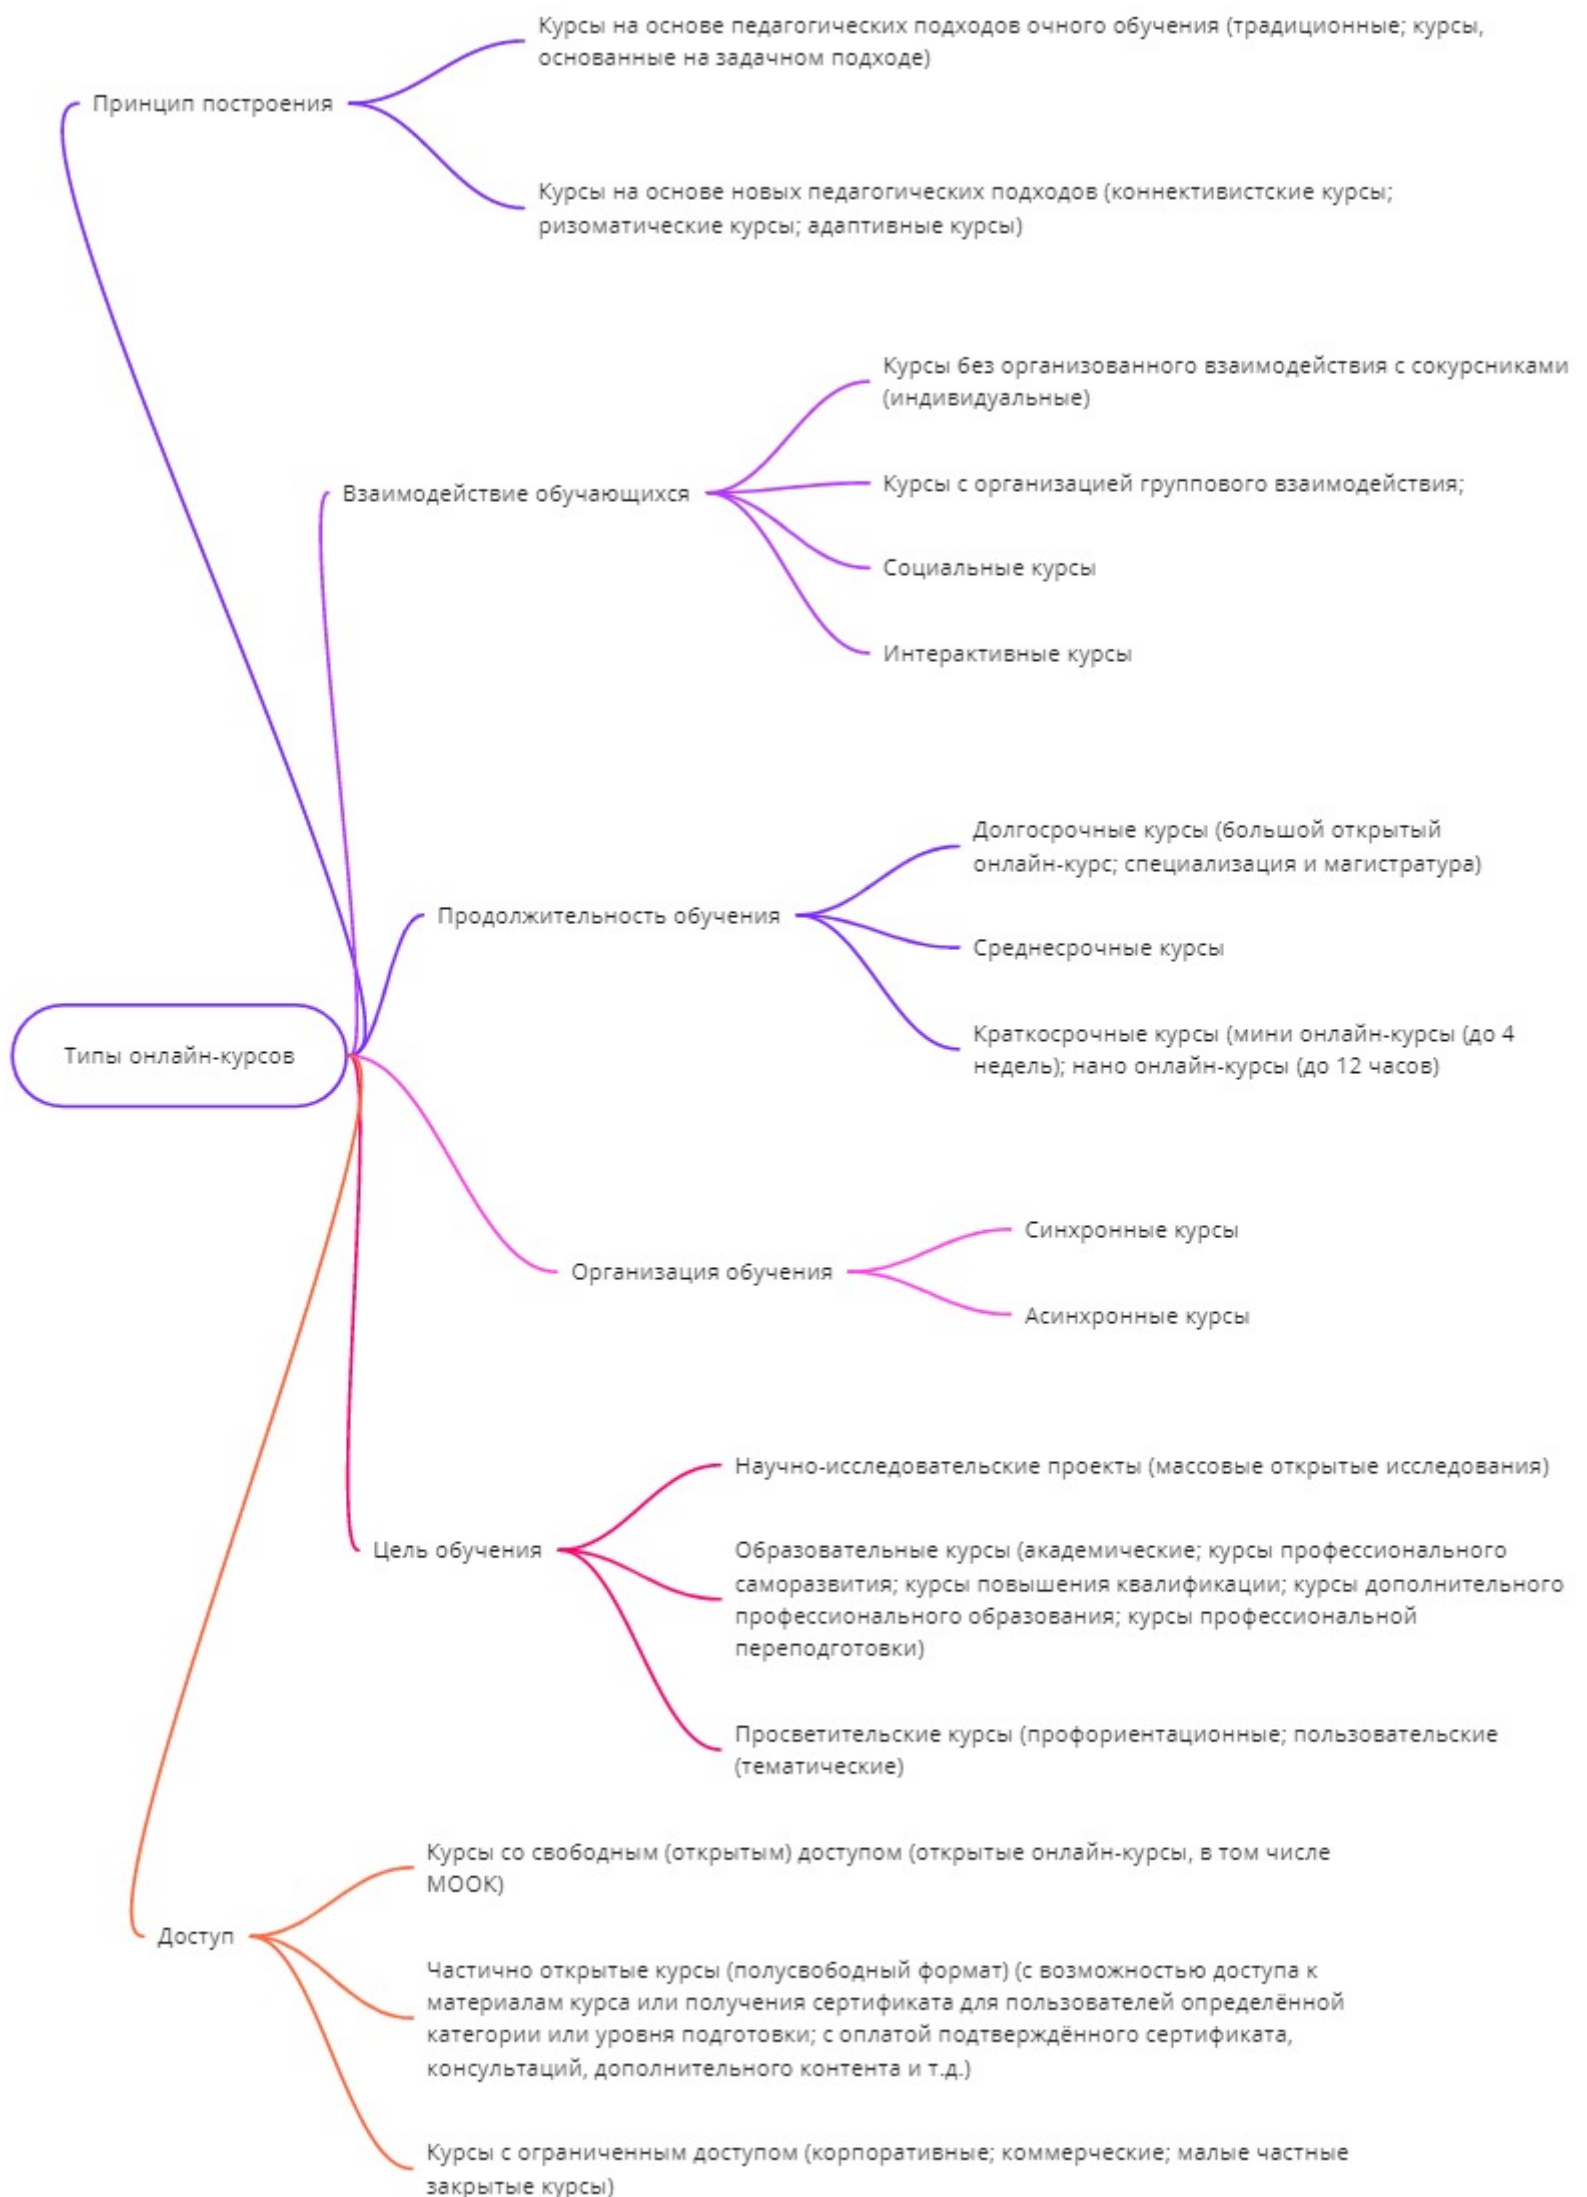 Курсы на основе педагогических подходов очного обучения (традиционные; курсы,
основанные на задачном подходе)
Принцип построения
Курсы на основе новых педагогических подходов (коннективистские курсы;
ризоматические курсы; адаптивные курсы)
Курсы без организованного взаимодействия с сокурсниками
(индивидуальные)
Взаимодействие обучающихся
Курсы с организацией группового взаимодействия;
Социальные курсы
Интерактивные курсы
Долгосрочные курсы (большой открытый
онлайн-курс; специализация и магистратура)
Продолжительность обучения
Среднесрочные курсы
Краткосрочные курсы (мини онлайн-курсы (до 4
недель); нано онлайн-курсы (до 12 часов)
Типы онлайн-курсов
Синхронные курсы
Организация обучения
Асинхронные курсы
Научно-исследовательские проекты (массовые открытые исследования)
Цель обучения
Образовательные курсы (академические; курсы профессионального
саморазвития; курсы повышения квалификации; курсы дополнительного
профессионального образования; курсы профессиональной
переподготовки)
Просветительские курсы (профориентационные; пользовательские
(тематические)
Курсы со свободным (открытым) доступом (открытые онлайн-курсы, в том числе
МООК)
Доступ
Частично открытые курсы (полусвободный формат) (с возможностью доступа к
материалам курса или получения сертификата для пользователей определённой
категории или уровня подготовки; с оплатой подтверждённого сертификата,
консультаций, дополнительного контента и т.д.)
Курсы с ограниченным доступом (корпоративные; коммерческие; малые частные
закрытые курсы)